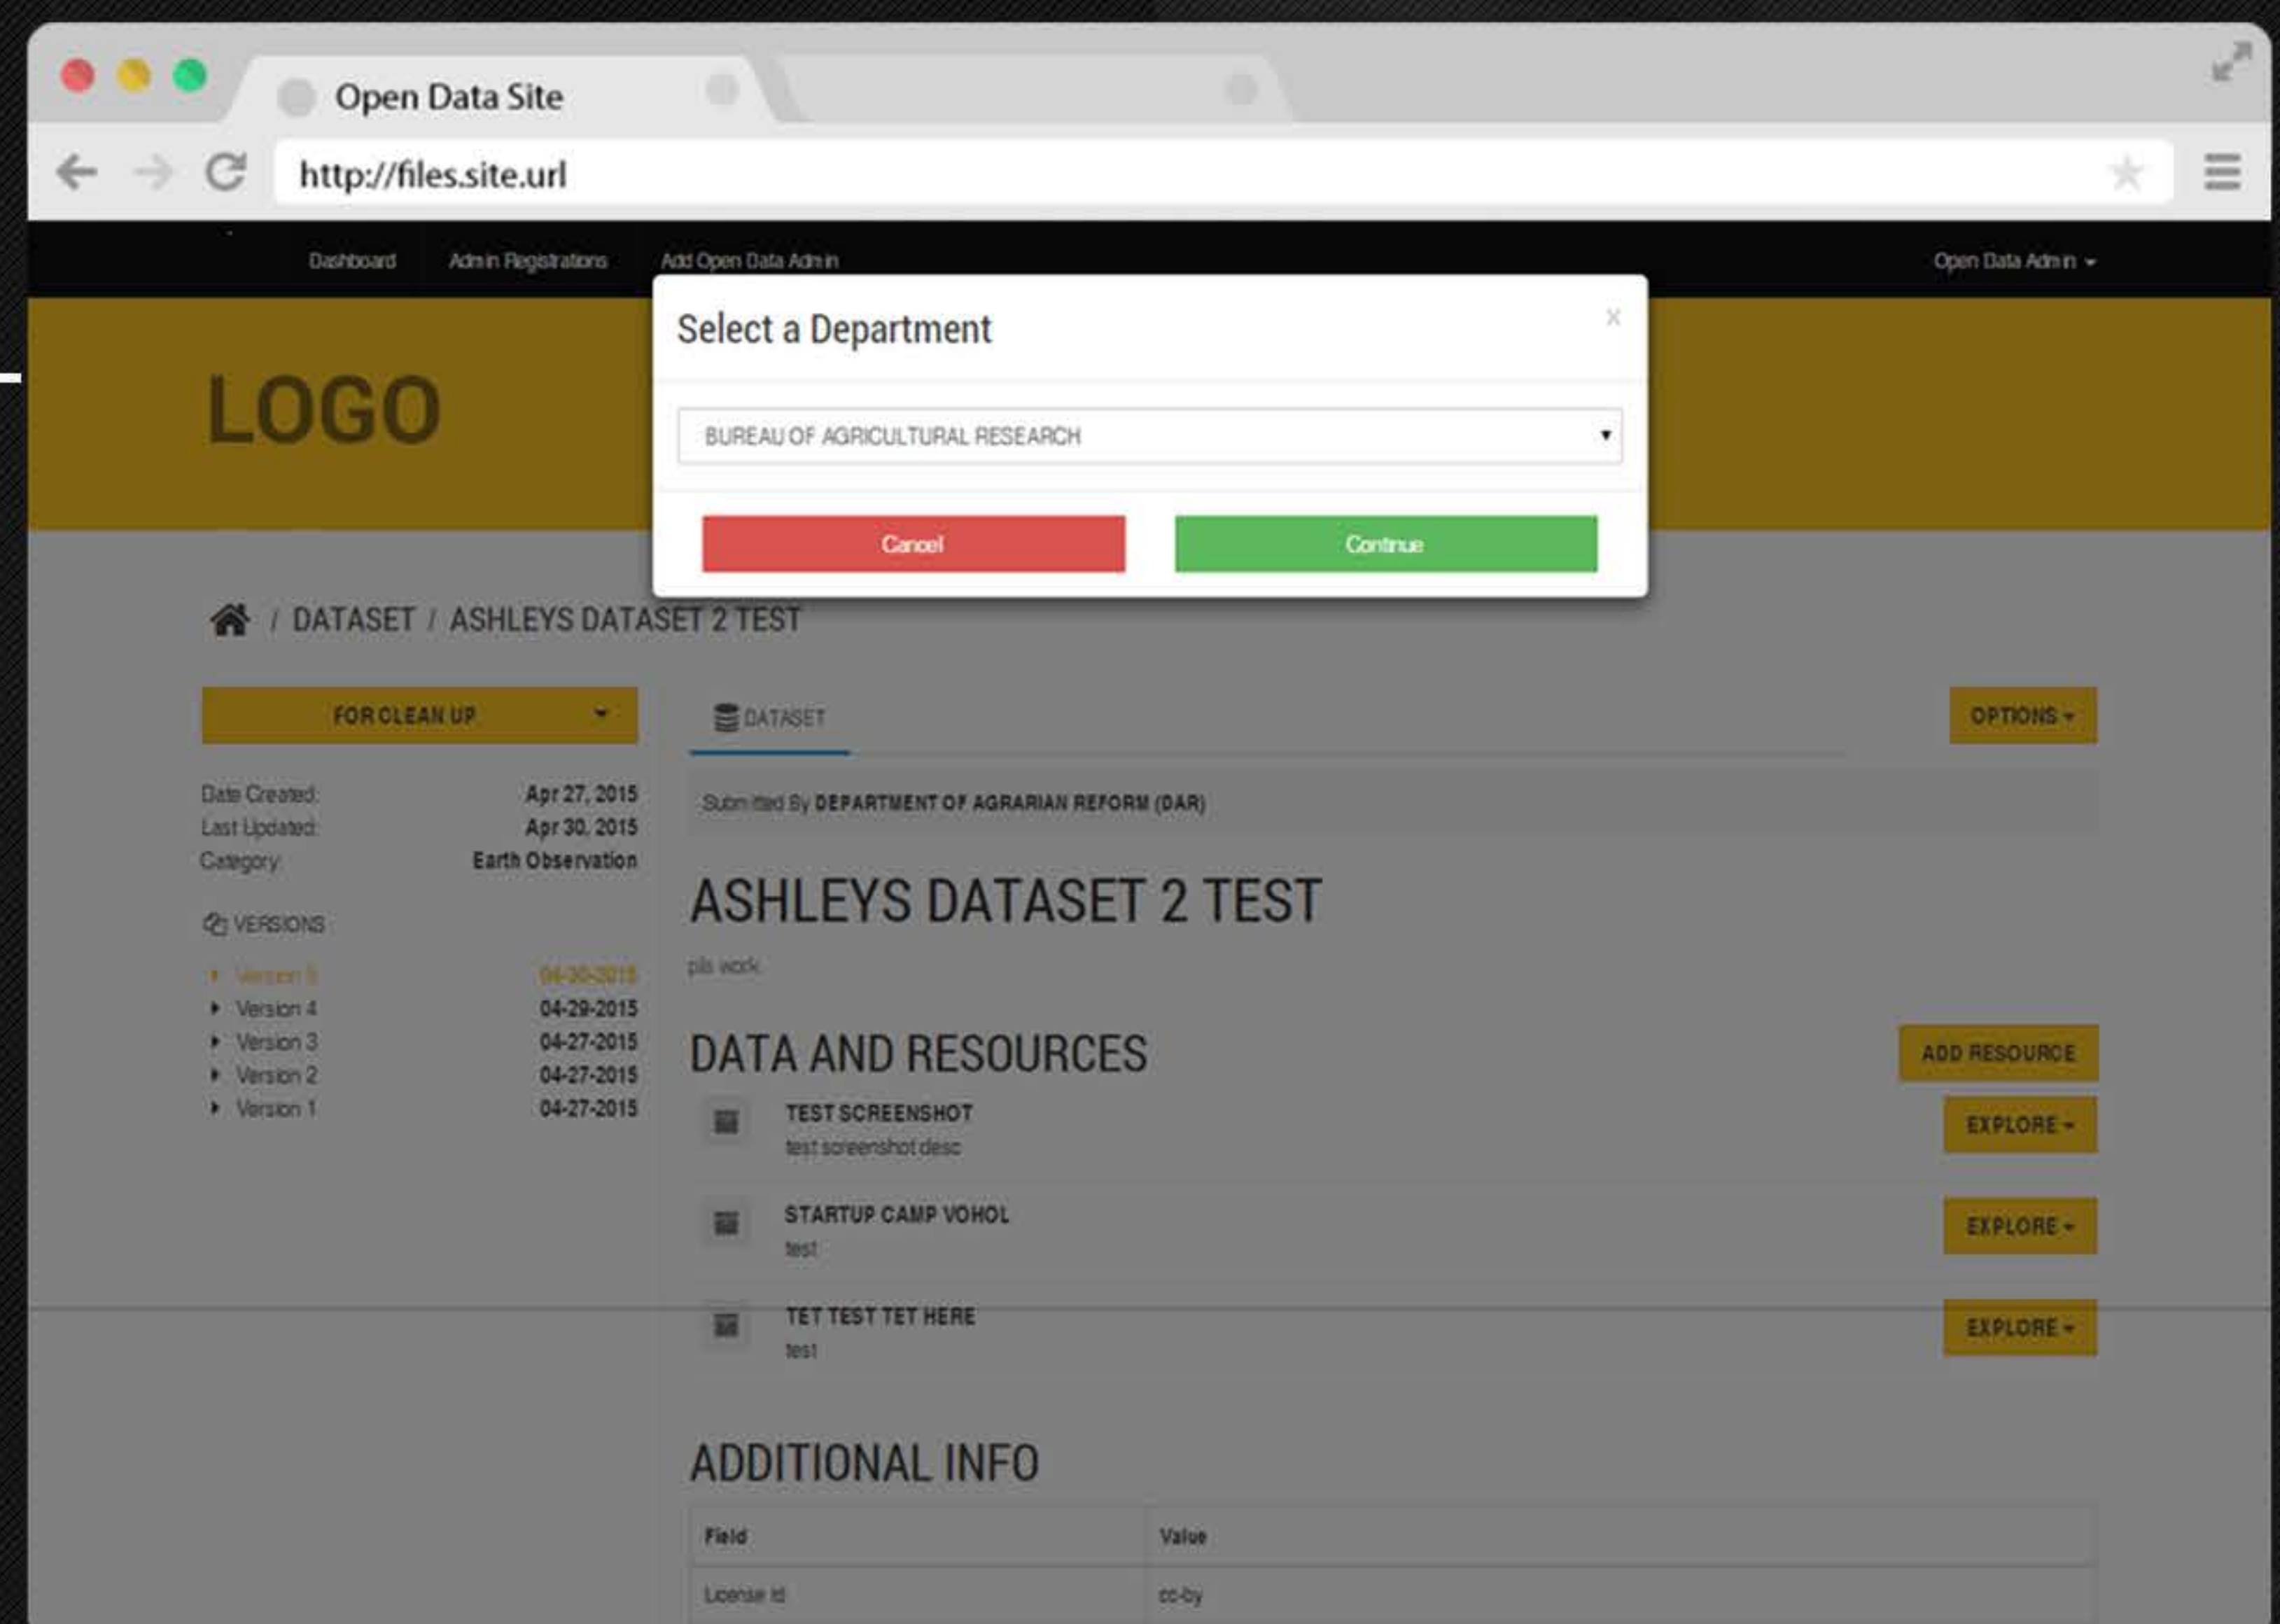 Open Data Site
http://files.site.url
Dashboard Admin Registrations Add Open Data Admin Open Data Admin
Select a Department
x
LOGO
BUREAU OF AGRICULTURAL RESEARCH
Cancel Continue
/ DATASET / ASHLEYS DATASET 2 TEST
FOR CLEAN UP
DATASET
OPTIONS
Date Created: Apr 27, 2015
Last Updated: Apr 30, 2015
Category: Earth Observation
Submitted By DEPARTMENT OF AGRARIAN REFORM (DAR)
ASHLEYS DATASET 2 TEST
pls work
VERSIONS
Version 5 04-30-2015
Version 4 04-29-2015
Version 3 04-27-2015
Version 2 04-27-2015
Version 1 04-27-2015
DATA AND RESOURCES
ADD RESOURCE
TEST SCREENSHOT
test screenshot desc
EXPLORE
STARTUP CAMP VOHOL
test
EXPLORE
TET TEST TET HERE
test
EXPLORE
ADDITIONAL INFO
Field Value
License Id cc-by